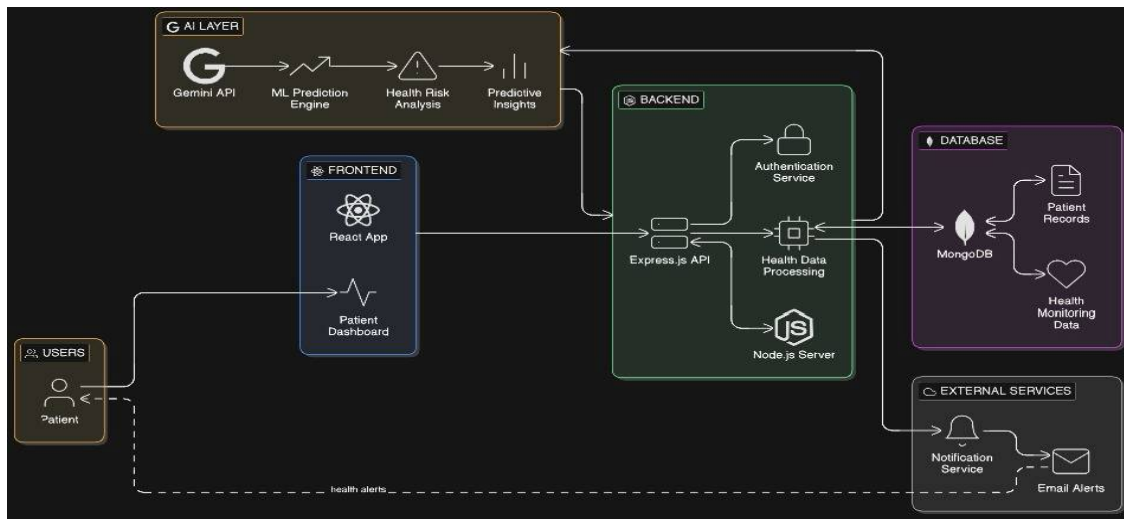 AI LAYER
Gemini API
ML Prediction
Engine
Health Risk
Analysis
Predictive
Insights
BACKEND
Authentication
Service
Express.js API
Health Data
Processing
Node.js Server
DATABASE
Patient
Records
MongoDB
Health
Monitoring
Data
FRONTEND
React App
Patient
Dashboard
USERS
Patient
EXTERNAL SERVICES
Notification
Service
Email Alerts
health alerts